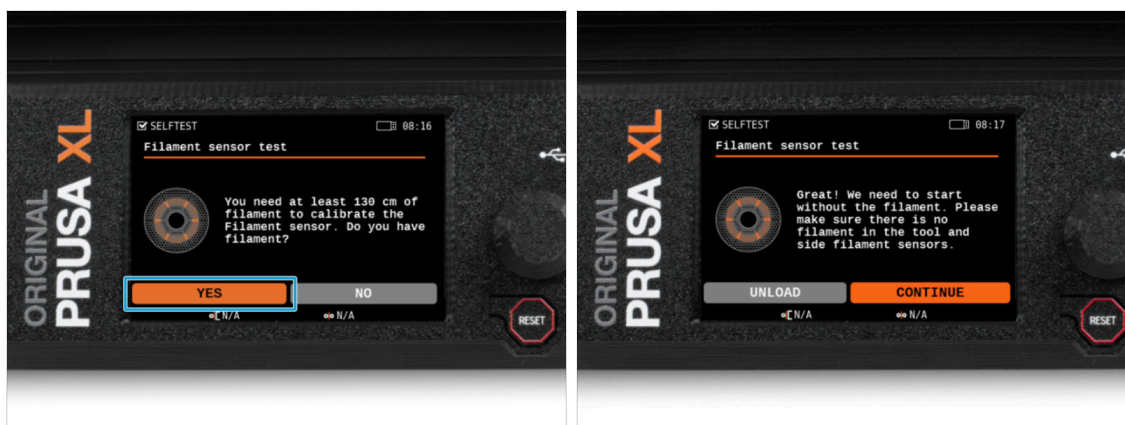 ORIGINAL
PRUSA XL
SELFTEST
08:16
Filament sensor test
You need at least 130 cm of
filament to calibrate the
Filament sensor. Do you have
filament?
YES
NO
N/A
N/A
RESET
ORIGINAL
PRUSA XL
SELFTEST
08:17
Filament sensor test
Great! We need to start
without the filament. Please
make sure there is no
filament in the tool and
side filament sensors.
UNLOAD
CONTINUE
N/A
N/A
RESET